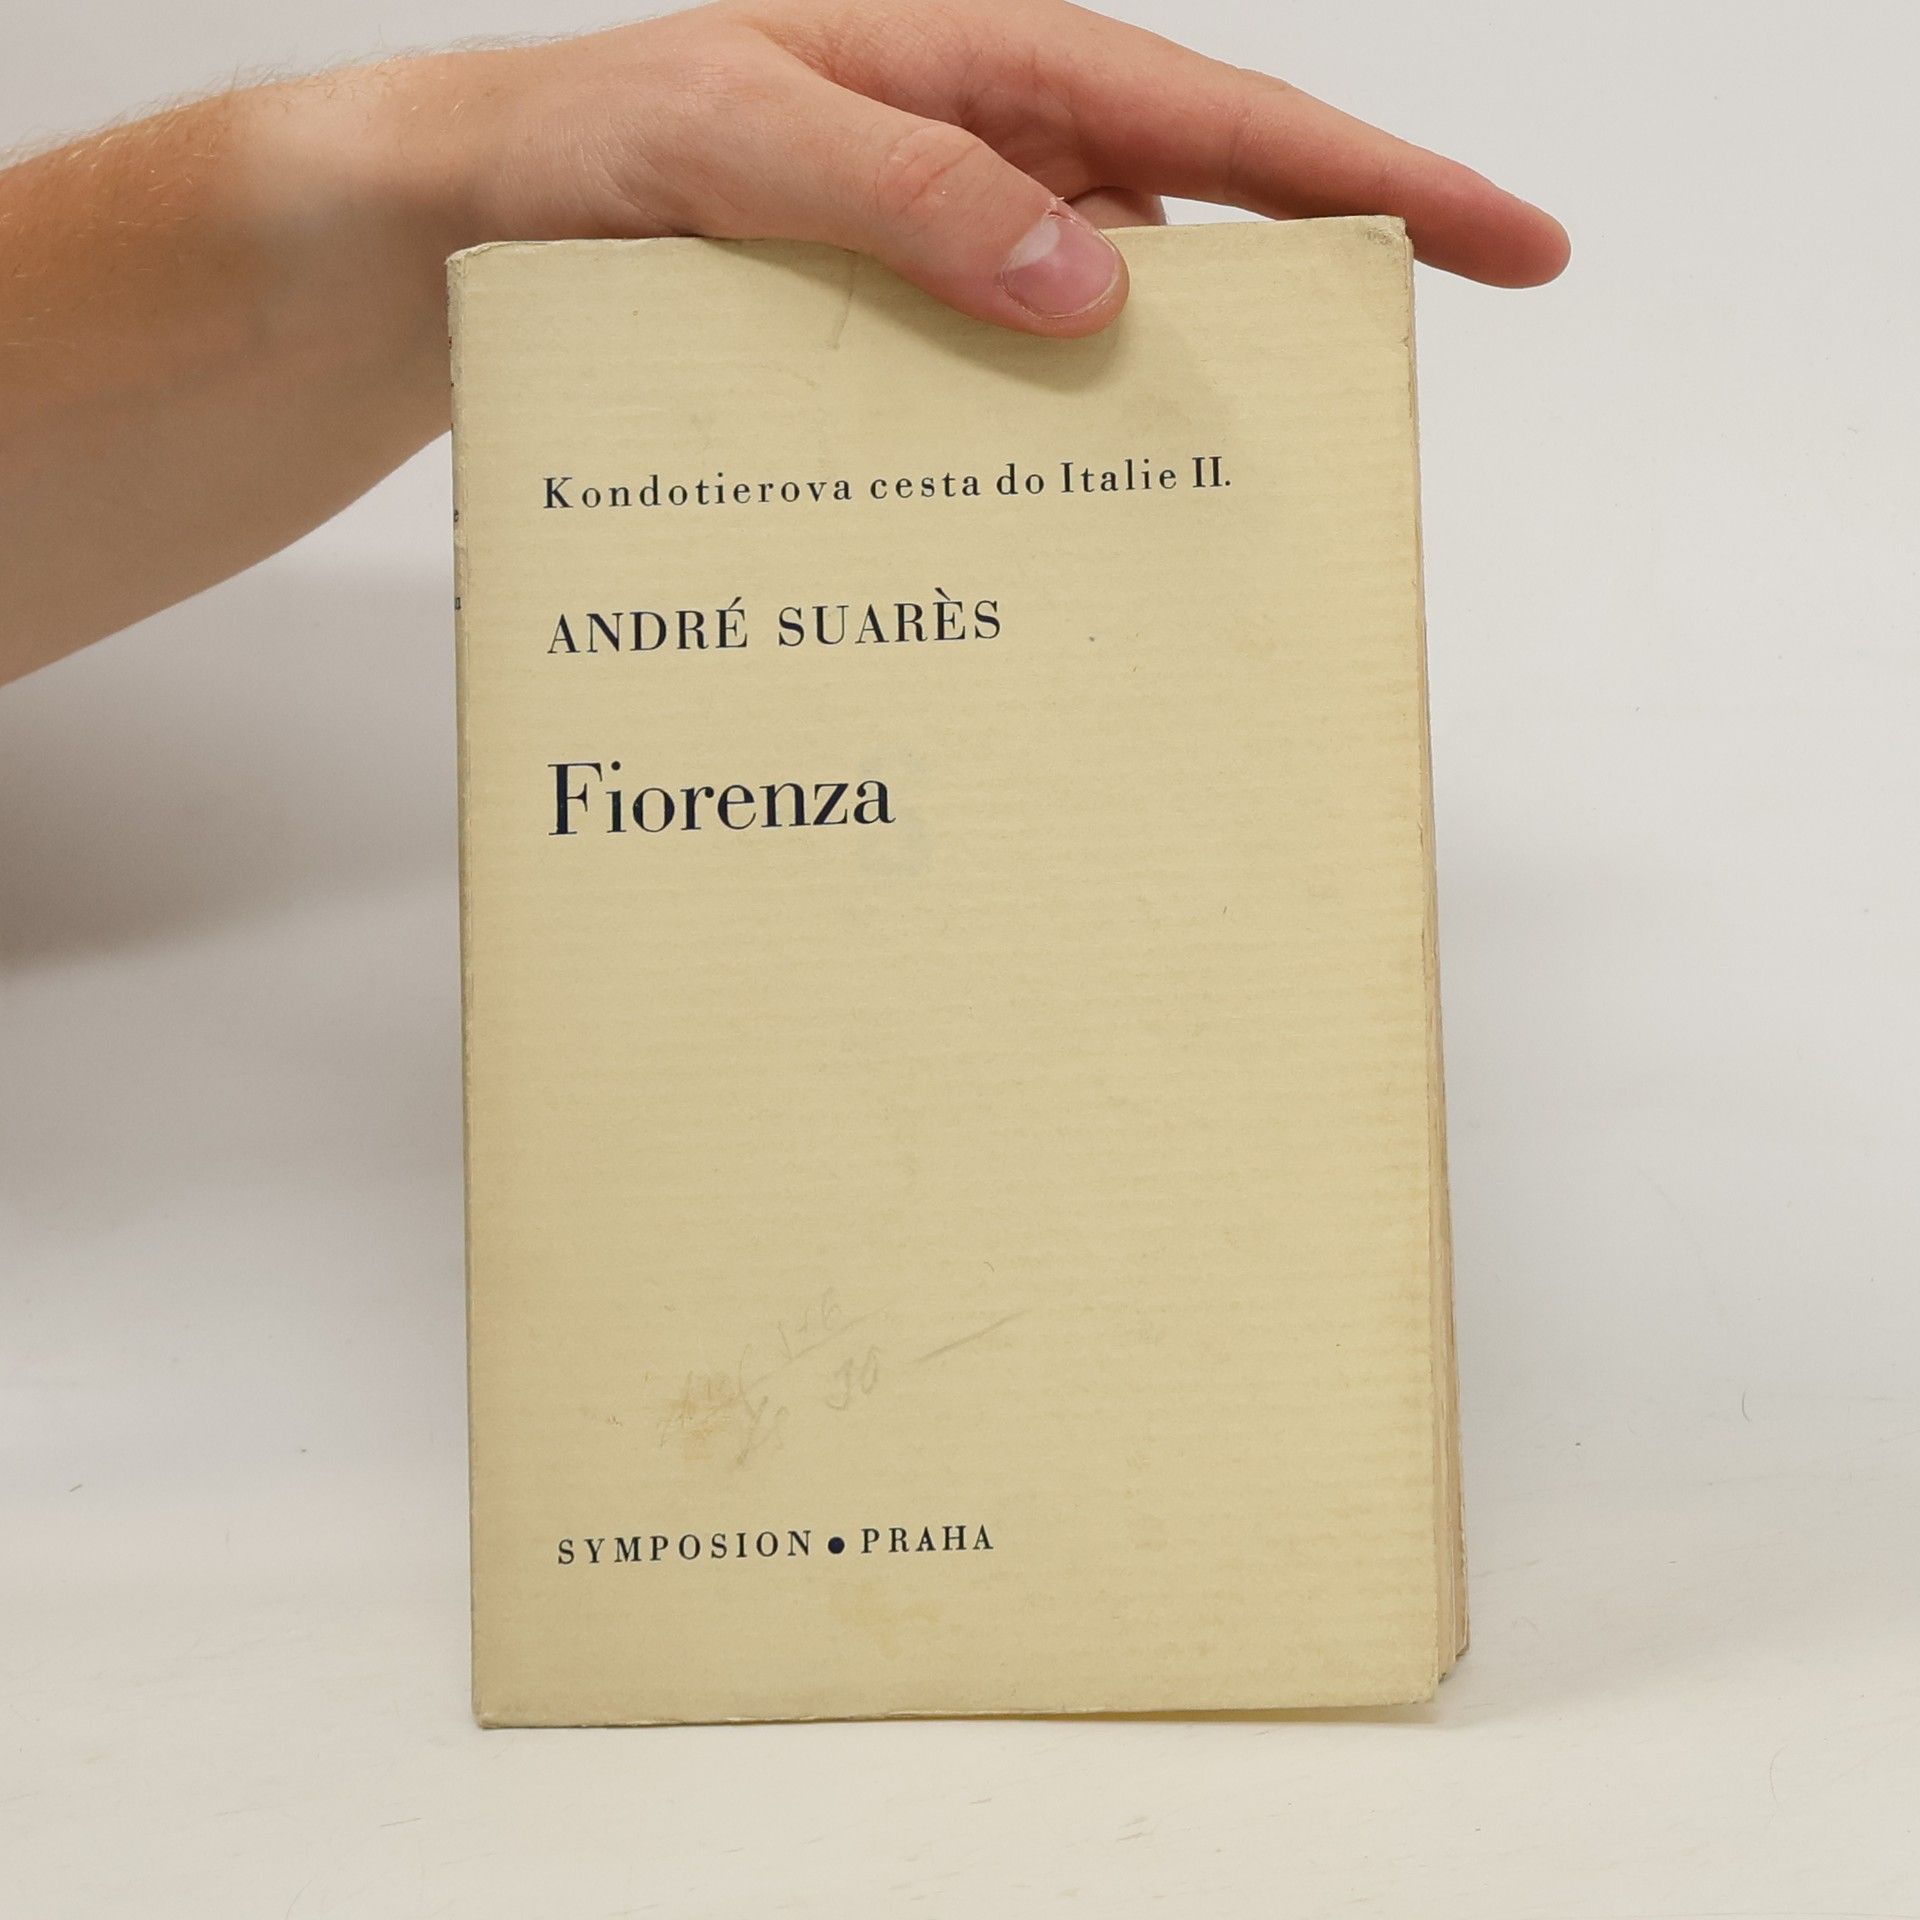 Kondotierova cesta do Italie II.
ANDRÉ SUARÈS
Fiorenza
SYMPOSION • PRAHA